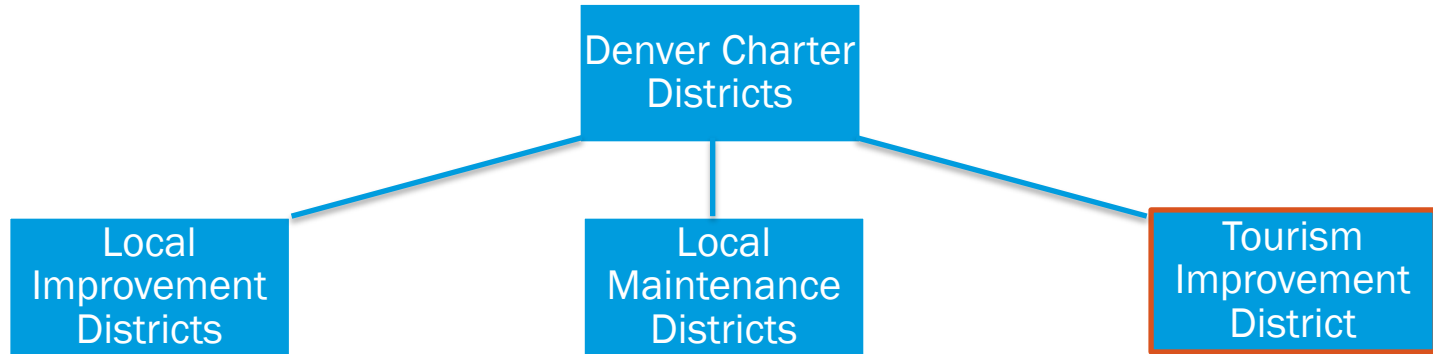 Denver Charter
Districts
Local
Improvement
Districts
Local
Maintenance
Districts
Tourism
Improvement
District